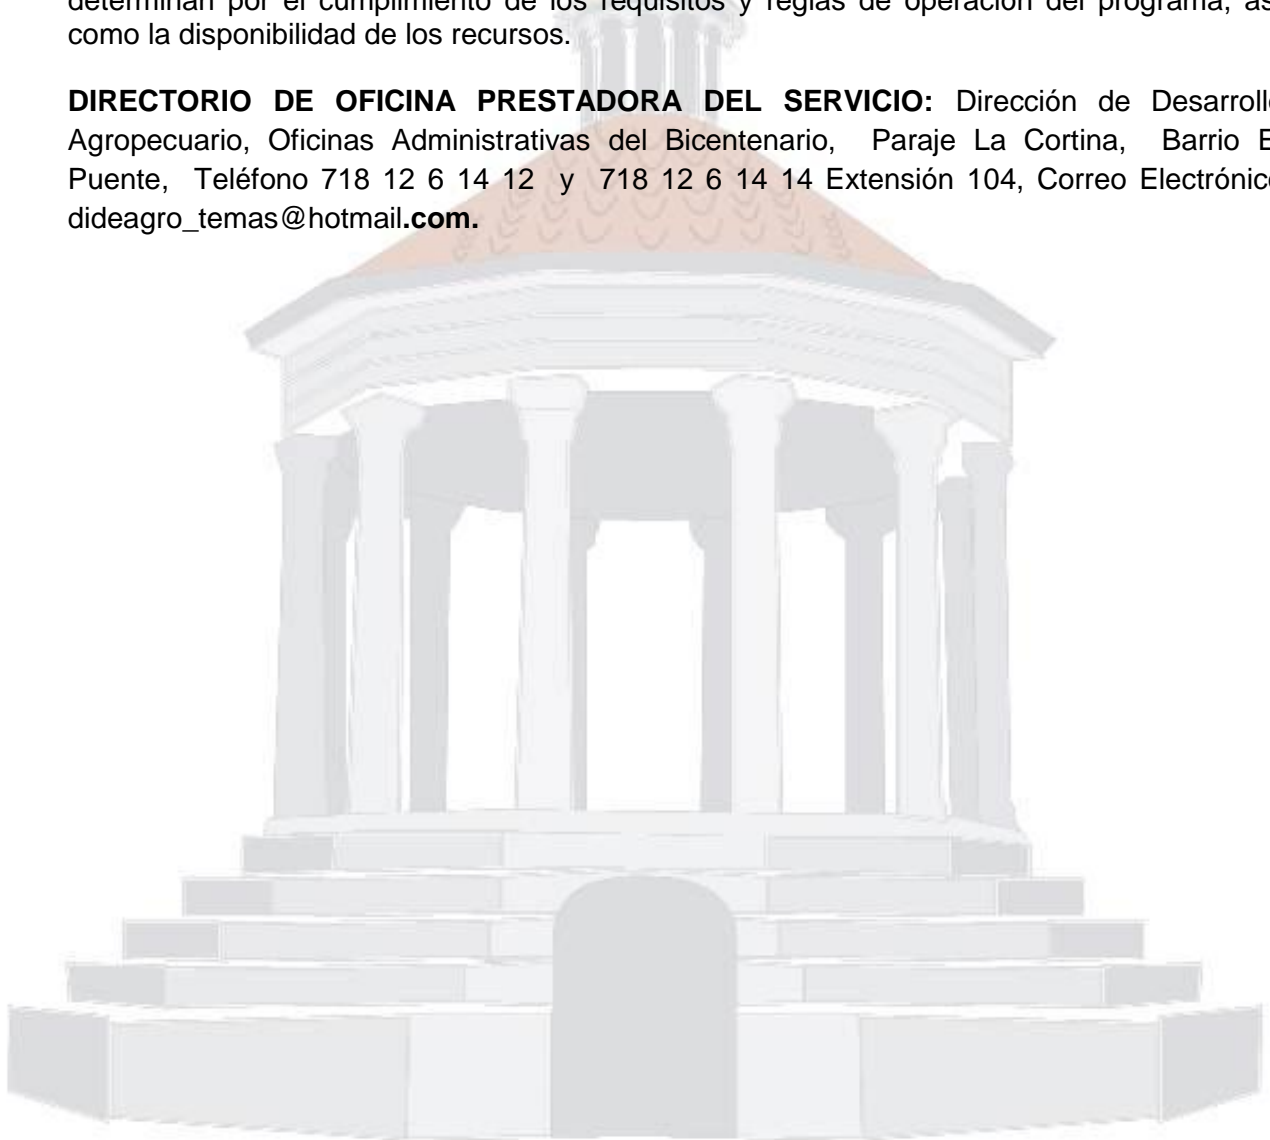 determinan por el cumplimiento de los requisitos y reglas de operación del programa, as
como la disponibilidad de los recursos.
DIRECTORIO DE OFICINA PRESTADORA DEL SERVICIO: Dirección de Desarroll
Agropecuario, Oficinas Administrativas del Bicentenario, Paraje La Cortina, Barrio E
Puente, Teléfono 718 12 6 14 12 y 718 12 6 14 14 Extensión 104, Correo Electrónic
dideagro_temas@hotmail.com.